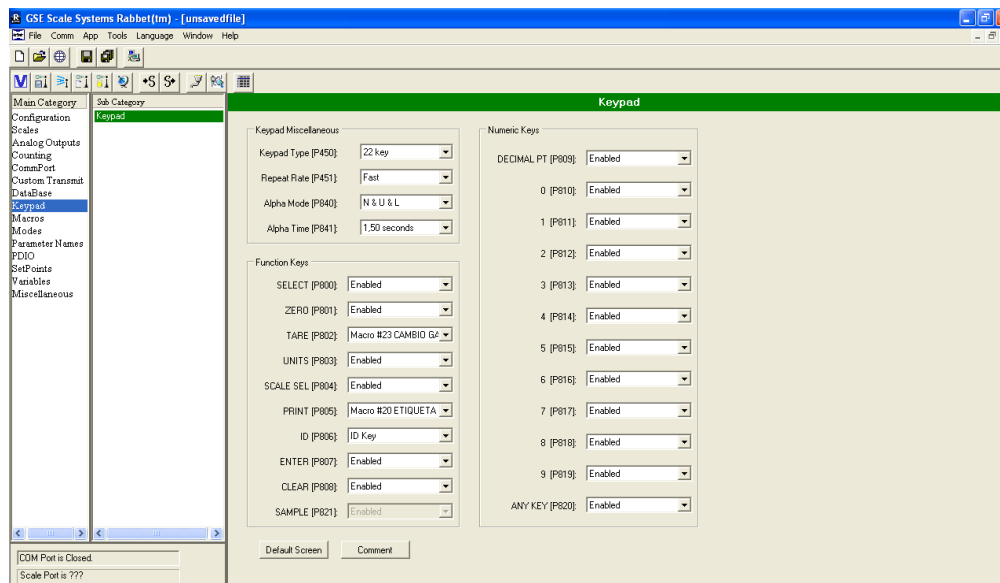 GSE Scale Systems Rabbet(tm) - [unsavedfile]
File Comm App Tools Language Window Help
Main Category
Configuration
Scales
Analog Outputs
Counting
CommPort
Custom Transmit
DataBase
Keypad
Macros
Modes
Parameter Names
PDIO
SetPoints
Variables
Miscellaneous
Sub Category
Keypad
Keypad
Keypad Miscellaneous
Keypad Type [P450]: 22 key
Repeat Rate [P451]: Fast
Alpha Mode [P840]: N & U & L
Alpha Time [P841]: 1,50 seconds
Function Keys
SELECT [P800]: Enabled
ZERO [P801]: Enabled
TARE [P802]: Macro #23 CAMBIO GA
UNITS [P803]: Enabled
SCALE SEL [P804]: Enabled
PRINT [P805]: Macro #20 ETIQUETA
ID [P806]: ID Key
ENTER [P807]: Enabled
CLEAR [P808]: Enabled
SAMPLE [P821]: Enabled
Numeric Keys
DECIMAL PT [P809]: Enabled
0 [P810]: Enabled
1 [P811]: Enabled
2 [P812]: Enabled
3 [P813]: Enabled
4 [P814]: Enabled
5 [P815]: Enabled
6 [P816]: Enabled
7 [P817]: Enabled
8 [P818]: Enabled
9 [P819]: Enabled
ANY KEY [P820]: Enabled
Default Screen Comment
COM Port is Closed.
Scale Port is ???